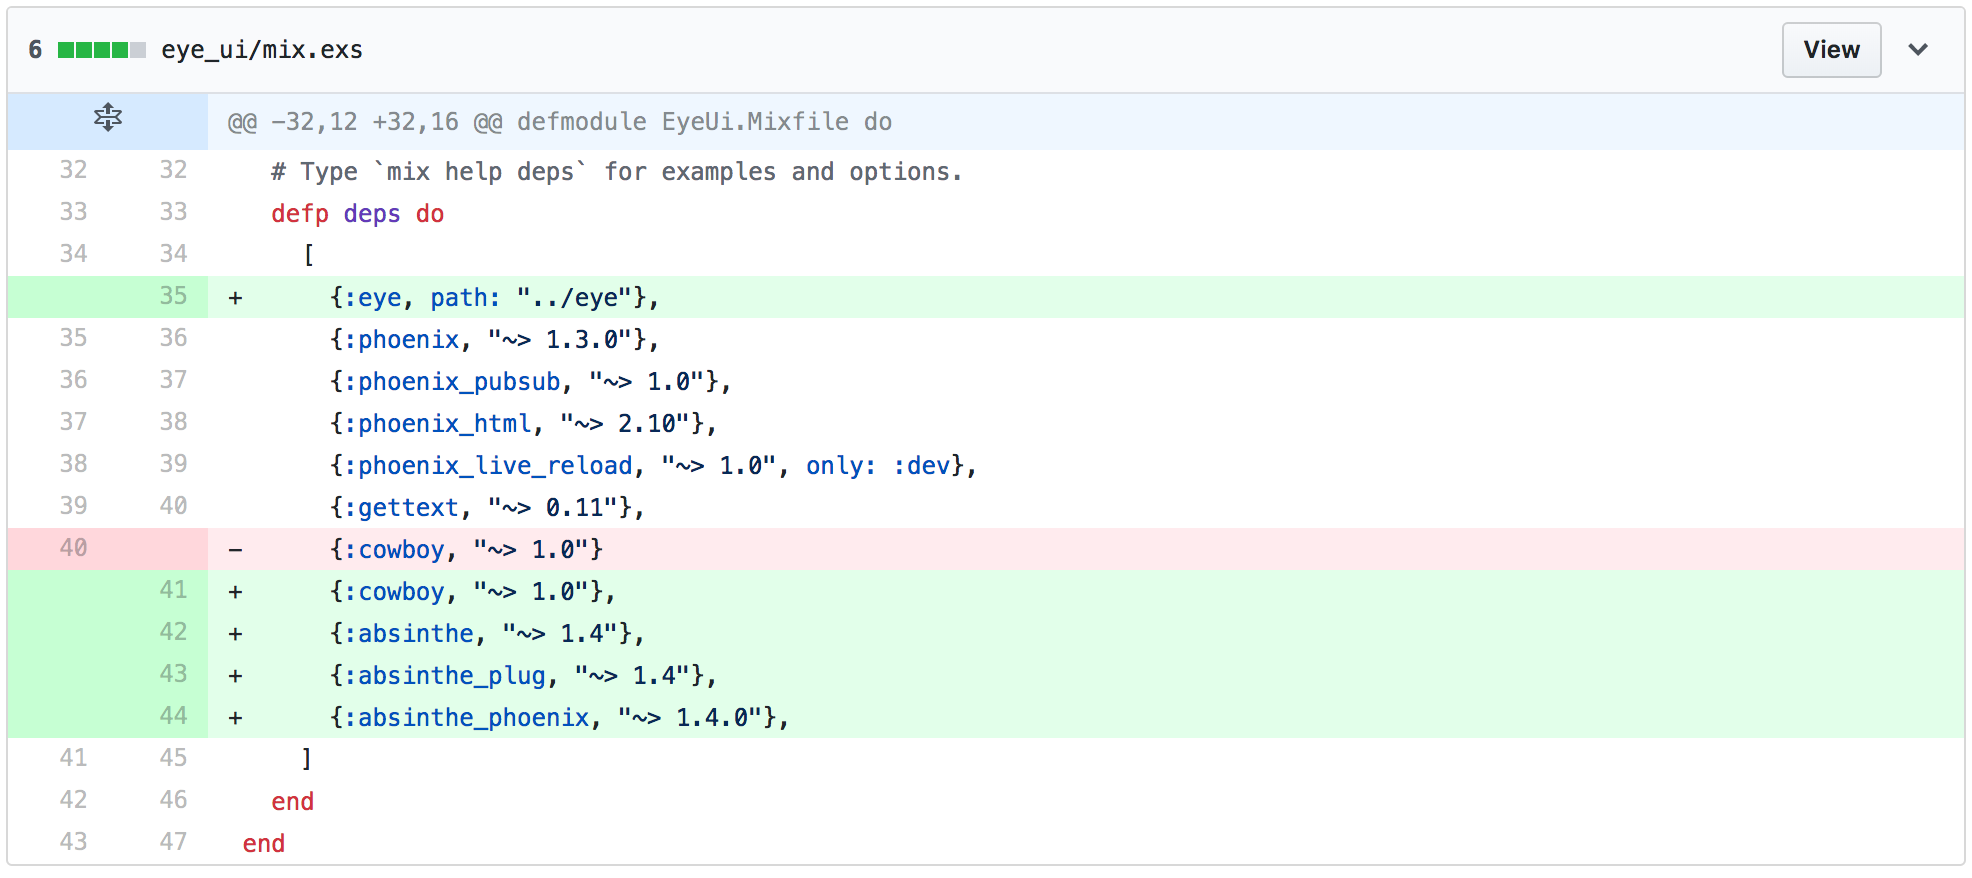 6 eye_ui/mix.exs View
@@ -32,12 +32,16 @@ defmodule EyeUi.Mixfile do
32 32 # Type `mix help deps` for examples and options.
33 33 defp deps do
34 34 [
35 + {:eye, path: "../eye"},
35 36 {:phoenix, "~> 1.3.0"},
36 37 {:phoenix_pubsub, "~> 1.0"},
37 38 {:phoenix_html, "~> 2.10"},
38 39 {:phoenix_live_reload, "~> 1.0", only: :dev},
39 40 {:gettext, "~> 0.11"},
40 - {:cowboy, "~> 1.0"}
41 + {:cowboy, "~> 1.0"},
42 + {:absinthe, "~> 1.4"},
43 + {:absinthe_plug, "~> 1.4"},
44 + {:absinthe_phoenix, "~> 1.4.0"},
41 45 ]
42 46 end
43 47 end